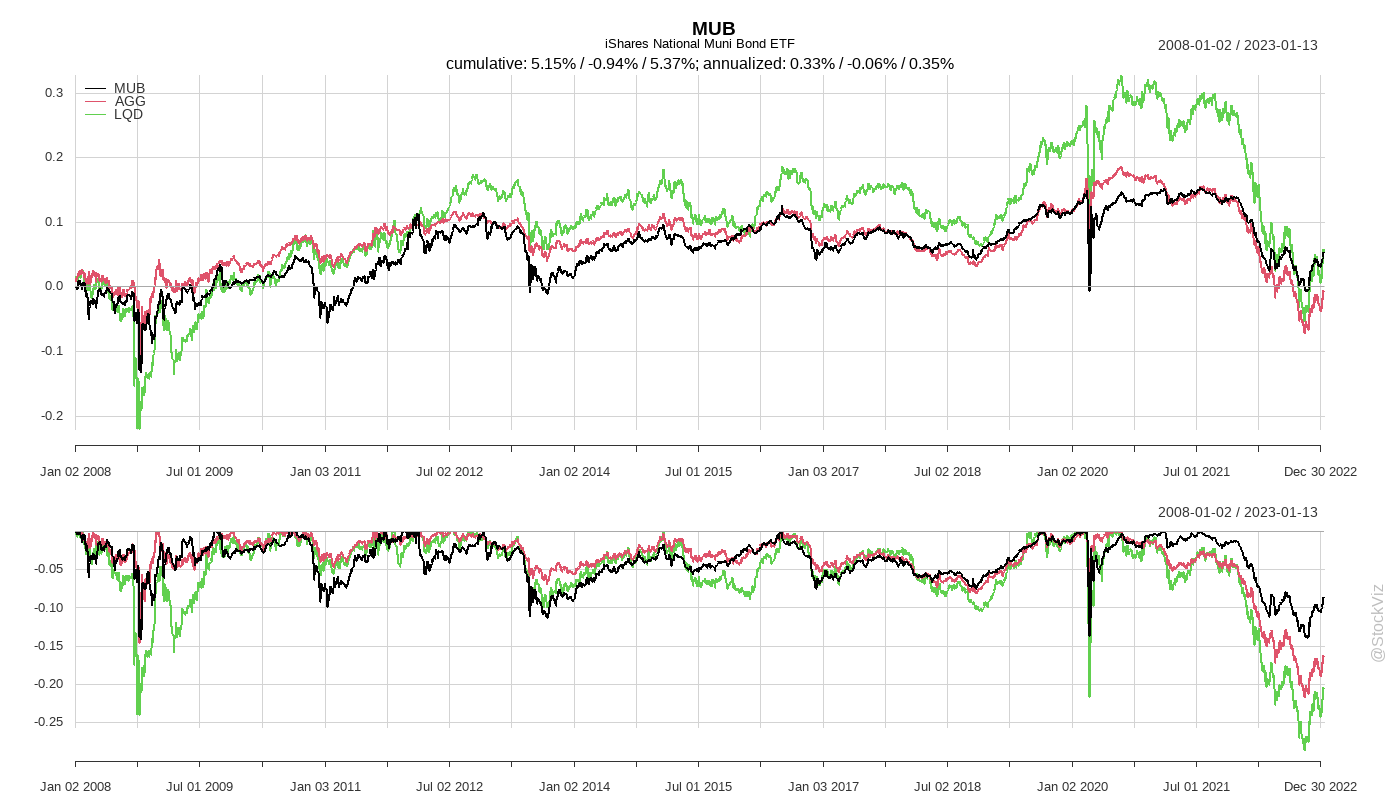 MUB
iShares National Muni Bond ETF
2008-01-02 / 2023-01-13
cumulative: 5.15% / -0.94% / 5.37%; annualized: 0.33% / -0.06% / 0.35%
MUB
AGG
LQD
0.3
0.2
0.1
0.0
-0.1
-0.2
Jan 02 2008 Jul 01 2009 Jan 03 2011 Jul 02 2012 Jan 02 2014 Jul 01 2015 Jan 03 2017 Jul 02 2018 Jan 02 2020 Jul 01 2021 Dec 30 2022
2008-01-02 / 2023-01-13
-0.05
-0.10
-0.15
-0.20
-0.25
Jan 02 2008 Jul 01 2009 Jan 03 2011 Jul 02 2012 Jan 02 2014 Jul 01 2015 Jan 03 2017 Jul 02 2018 Jan 02 2020 Jul 01 2021 Dec 30 2022
@StockViz